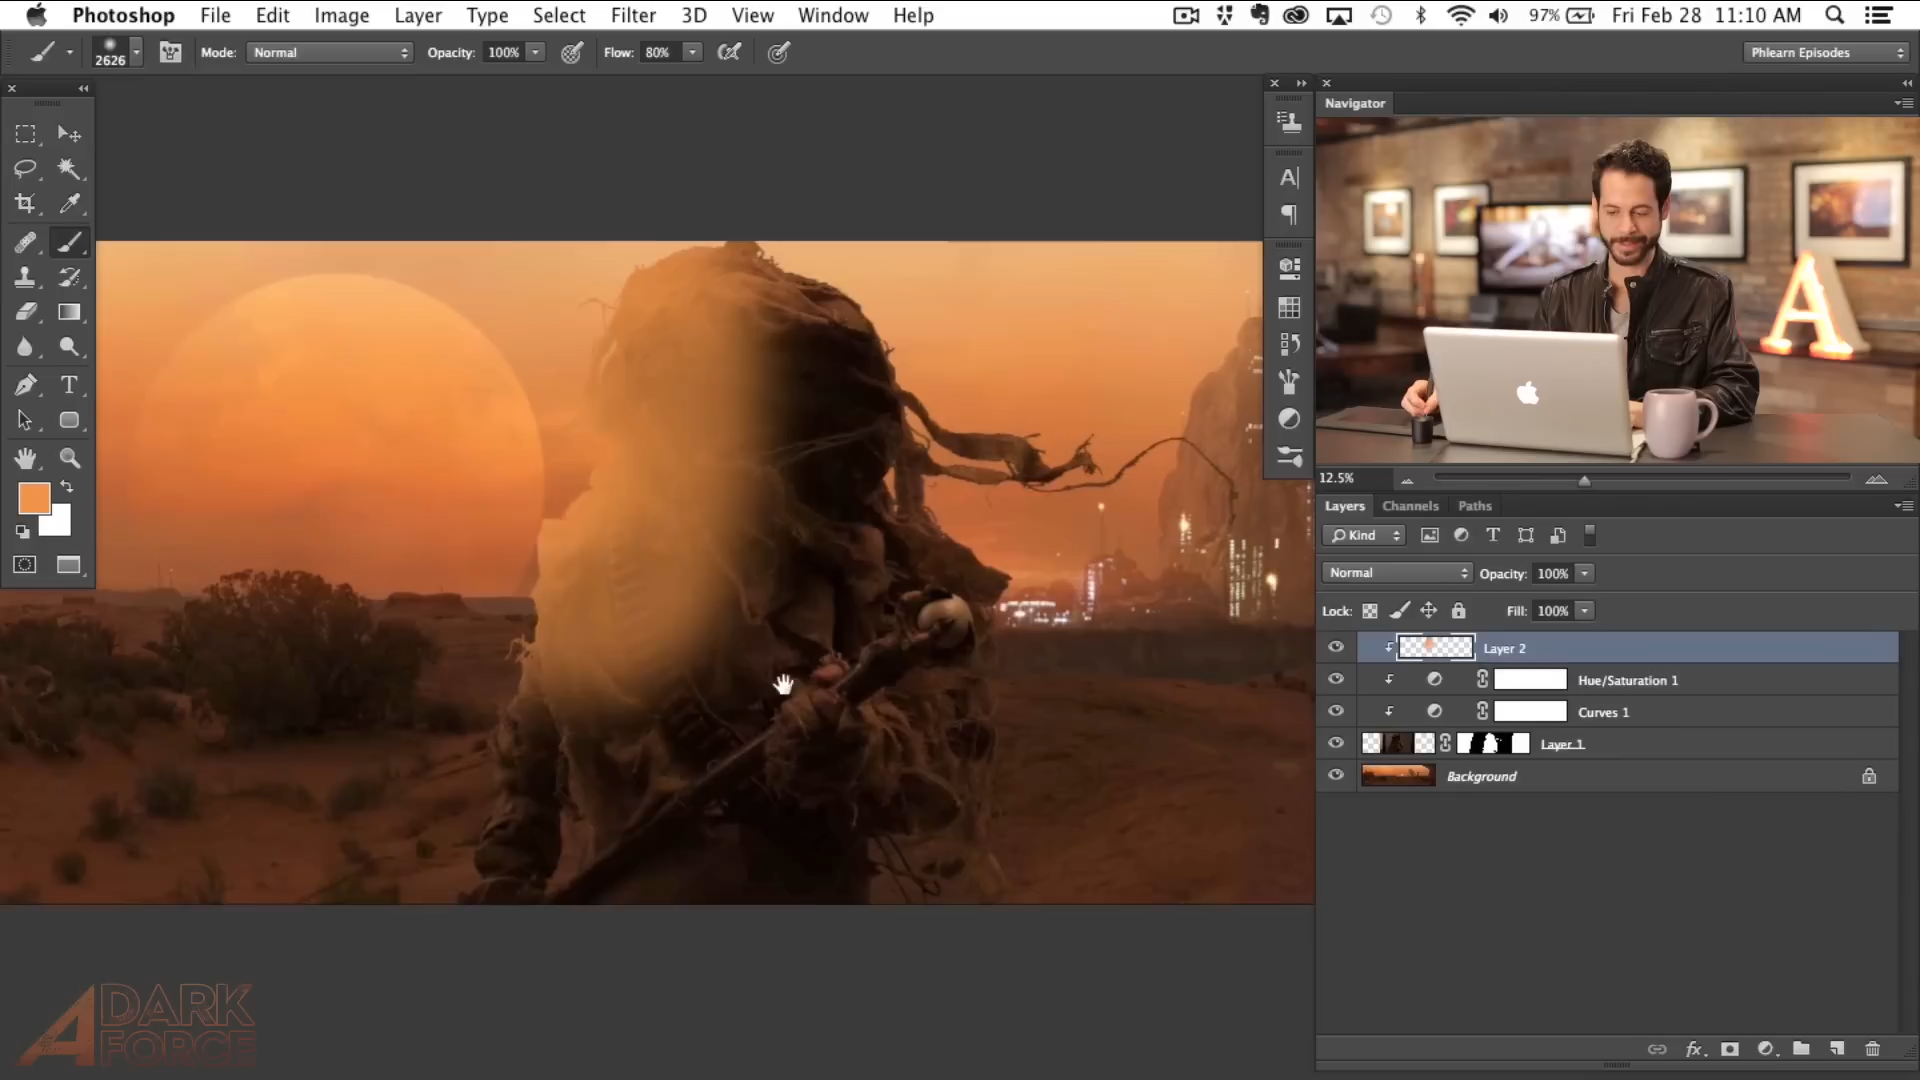 Photoshop File Edit Image Layer Type Select Filter 3D View Window Help 97% Fri Feb 28 11:10 AM
2626 Mode: Normal Opacity: 100% Flow: 80% Phlearn Episodes
Navigator
A
12.5%
Layers Channels Paths
Kind
Normal Opacity: 100%
Lock: Fill: 100%
Layer 2
Hue/Saturation 1
Curves 1
Layer 1
Background
fx
A DARK
FORCE